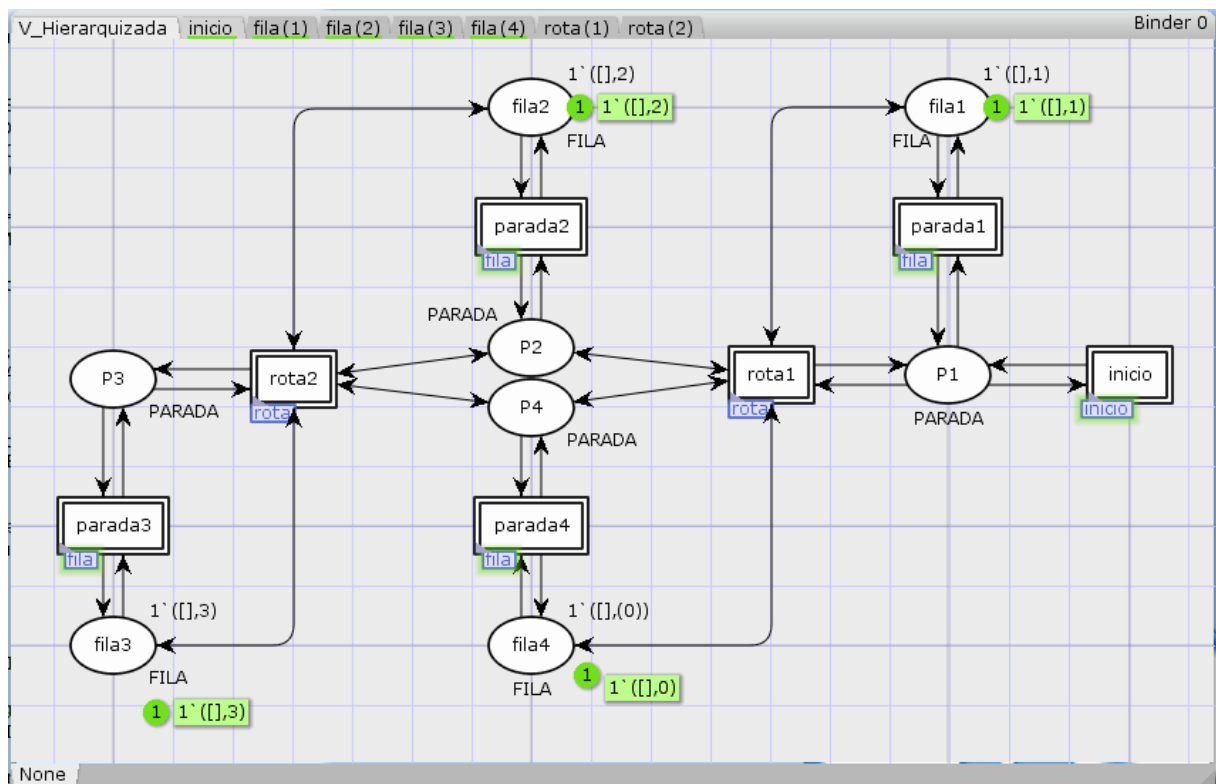 V_Hierarquizada inicio fila (1) fila (2) fila (3) fila (4) rota (1) rota (2) Binder 0
1`([],2) 1`([],1)
fila2 1 1`([],2) fila1 1 1`([],1)
FILA FILA
parada2 parada1
fila fila
PARADA
P2
P3 rota2 rota1 P1 inicio
PARADA rota P4 rota PARADA inicio
PARADA
parada3 parada4
fila fila
1`([],3) 1`([],(0))
fila3 fila4
FILA FILA 1 1`([],0)
1 1`([],3)
None